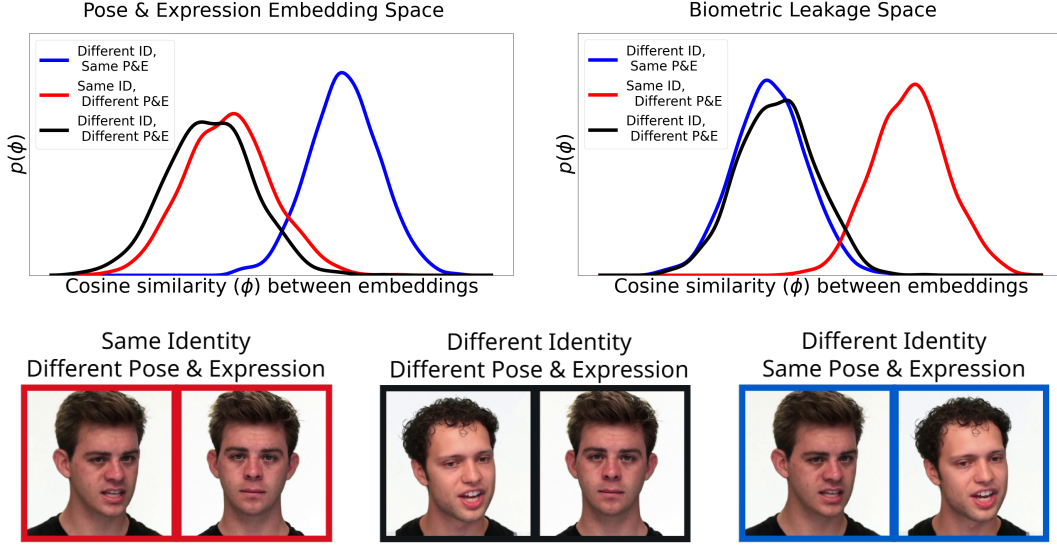 Pose & Expression Embedding Space
Different ID,
Same P&E
Same ID,
Different P&E
Different ID,
Different P&E
p(ϕ)
Cosine similarity (ϕ) between embeddings
Biometric Leakage Space
Different ID,
Same P&E
Same ID,
Different P&E
Different ID,
Different P&E
p(ϕ)
Cosine similarity (ϕ) between embeddings
Same Identity
Different Pose & Expression
Different Identity
Different Pose & Expression
Different Identity
Same Pose & Expression